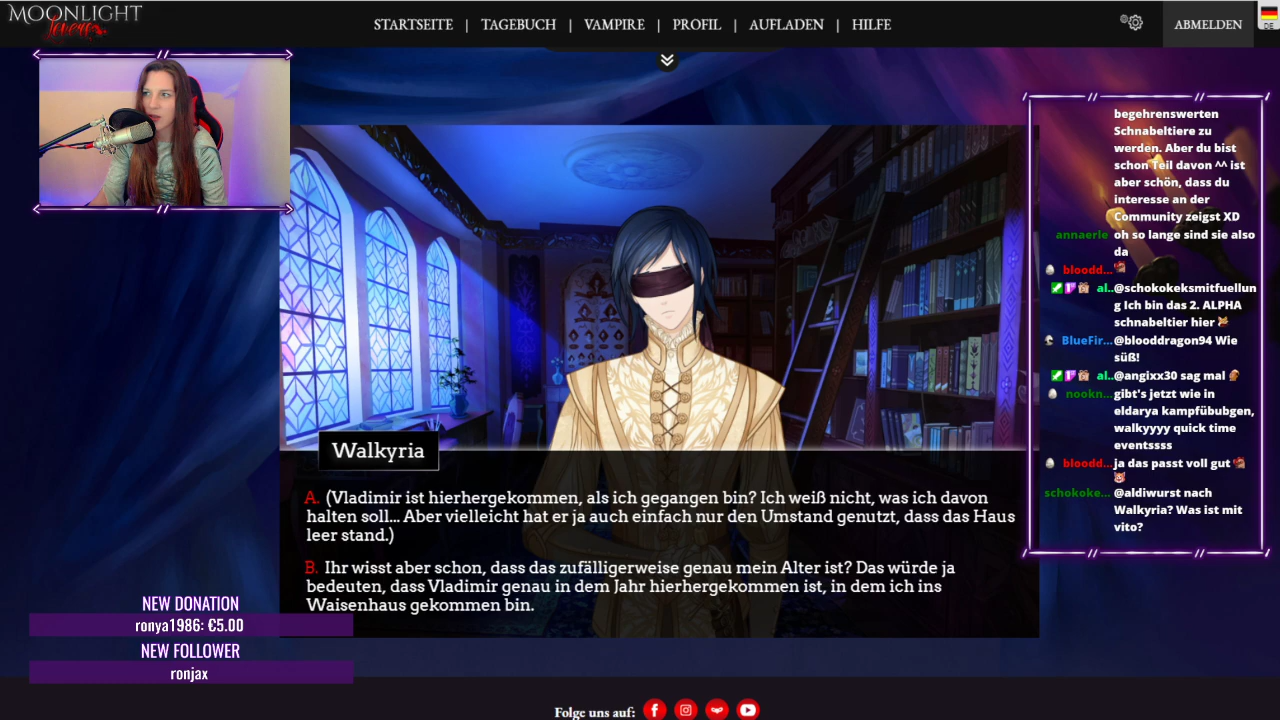 MOONLIGHT
Lovers
STARTSEITE | TAGEBUCH | VAMPIRE | PROFIL | AUFLADEN | HILFE
ABMELDEN
DE
begehrenswerten
Schnabeltiere zu
werden. Aber du bist
schon Teil davon ^^ ist
aber schön, dass du
interesse an der
Community zeigst XD
annaerle oh so lange sind sie also
da
bloodd...
al..@schokokeksmitfuellun
g Ich bin das 2. ALPHA
schnabeltier hier
BlueFir...@blooddragon94 Wie
süß!
al..@angixx30 sag mal
nookn...gibt's jetzt wie in
eldarya kampfübubgen,
walkyyyy quick time
eventssss
bloodd...ja das passt voll gut
schokoke... @aldiwurst nach
Walkyria? Was ist mit
vito?
Walkyria
A. (Vladimir ist hierhergekommen, als ich gegangen bin? Ich weiß nicht, was ich davon
halten soll... Aber vielleicht hat er ja auch einfach nur den Umstand genutzt, dass das Haus
leer stand.)
B. Ihr wisst aber schon, dass das zufälligerweise genau mein Alter ist? Das würde ja
bedeuten, dass Vladimir genau in dem Jahr hierhergekommen ist, in dem ich ins
Waisenhaus gekommen bin.
NEW DONATION
ronya1986: €5.00
NEW FOLLOWER
ronjax
Folge uns auf: